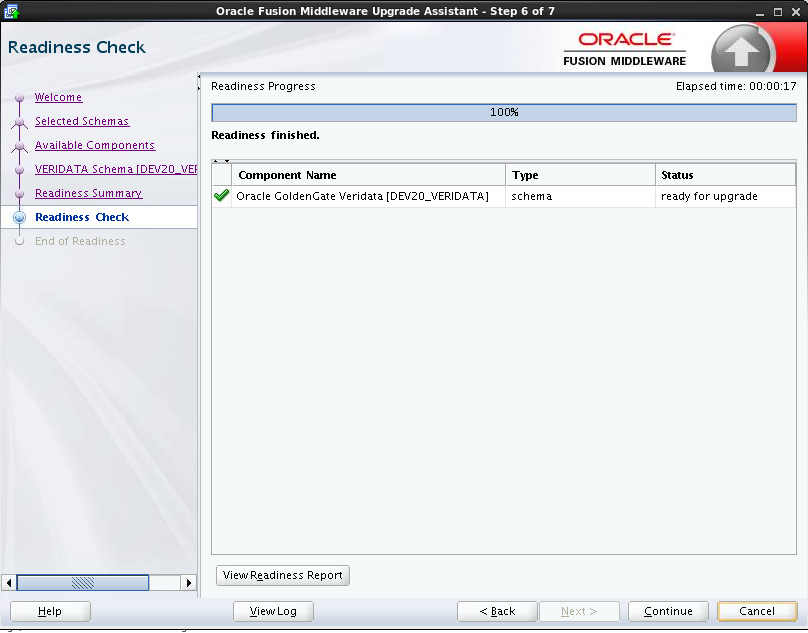 Oracle Fusion Middleware Upgrade Assistant - Step 6 of 7
Readiness Check
ORACLE
FUSION MIDDLEWARE
Welcome
Selected Schemas
Available Components
VERIDATA Schema [DEV20_VER
Readiness Summary
Readiness Check
End of Readiness
Readiness Progress Elapsed time: 00:00:17
100%
Readiness finished.
Component Name Type Status
Oracle GoldenGate Veridata [DEV20_VERIDATA] schema ready for upgrade
View Readiness Report
Help View Log < Back Next > Continue Cancel